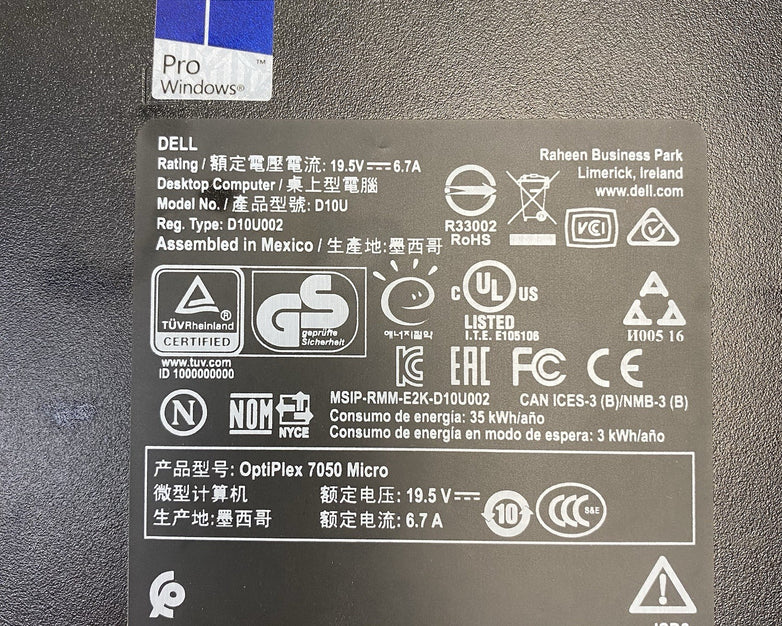 Pro ™
Windows®
DELL
Rating / 額定電壓電流: 19.5V⎓6.7A
Desktop Computer / 桌上型電腦
Model No. / 產品型號: D10U
Reg. Type: D10U002
Assembled in Mexico / 生產地:墨西哥
Raheen Business Park
Limerick, Ireland
www.dell.com
R33002
RoHS
VCCI
TÜVRheinland ®
CERTIFIED
www.tuv.com
ID 1000000000
GS
geprüfte
Sicherheit
e
에너지절약
C UL US
LISTED
I.T.E. E105106
И005 16
EAC FC CE
N
NOM
NYCE
MSIP-RMM-E2K-D10U002
CAN ICES-3 (B)/NMB-3 (B)
Consumo de energía: 35 kWh/año
Consumo de energía en modo de espera: 3 kWh/año
产品型号: OptiPlex 7050 Micro
微型计算机
额定电压: 19.5 V⎓
生产地:墨西哥
额定电流: 6.7 A
10
CCC S&E